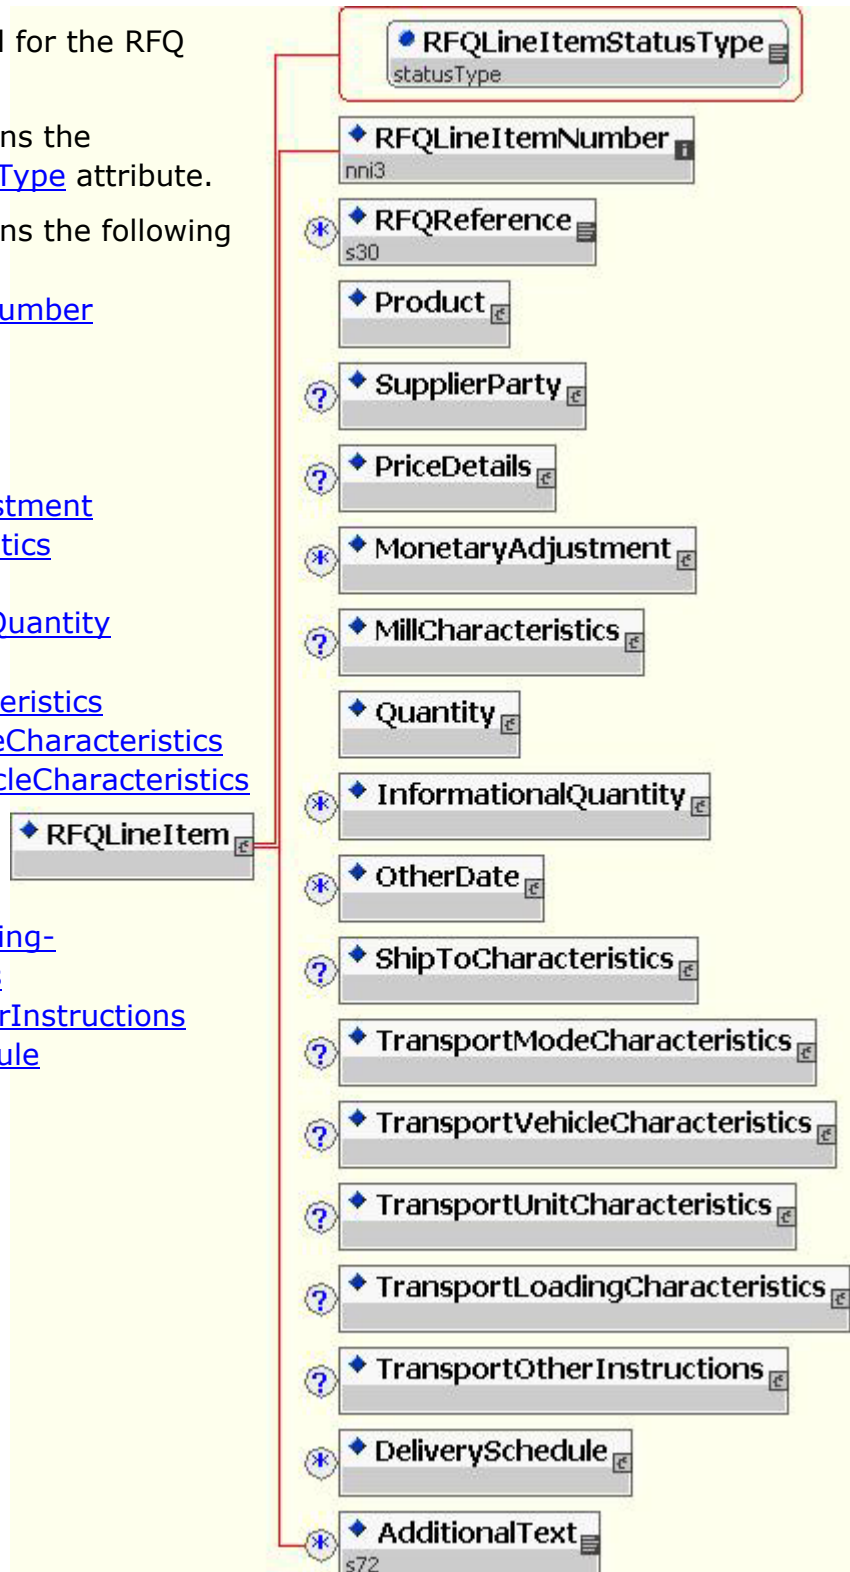 l for the RFQ
ns the
Type attribute.
ns the following
umber
stment
tics
Quantity
eristics
eCharacteristics
cleCharacteristics
ing-
s
rInstructions
ule
RFQLineItem
RFQLineItemStatusType
statusType
RFQLineItemNumber
nni3
* RFQReference
s30
Product
? SupplierParty
? PriceDetails
* MonetaryAdjustment
? MillCharacteristics
Quantity
* InformationalQuantity
* OtherDate
? ShipToCharacteristics
? TransportModeCharacteristics
? TransportVehicleCharacteristics
? TransportUnitCharacteristics
? TransportLoadingCharacteristics
? TransportOtherInstructions
* DeliverySchedule
* AdditionalText
s72